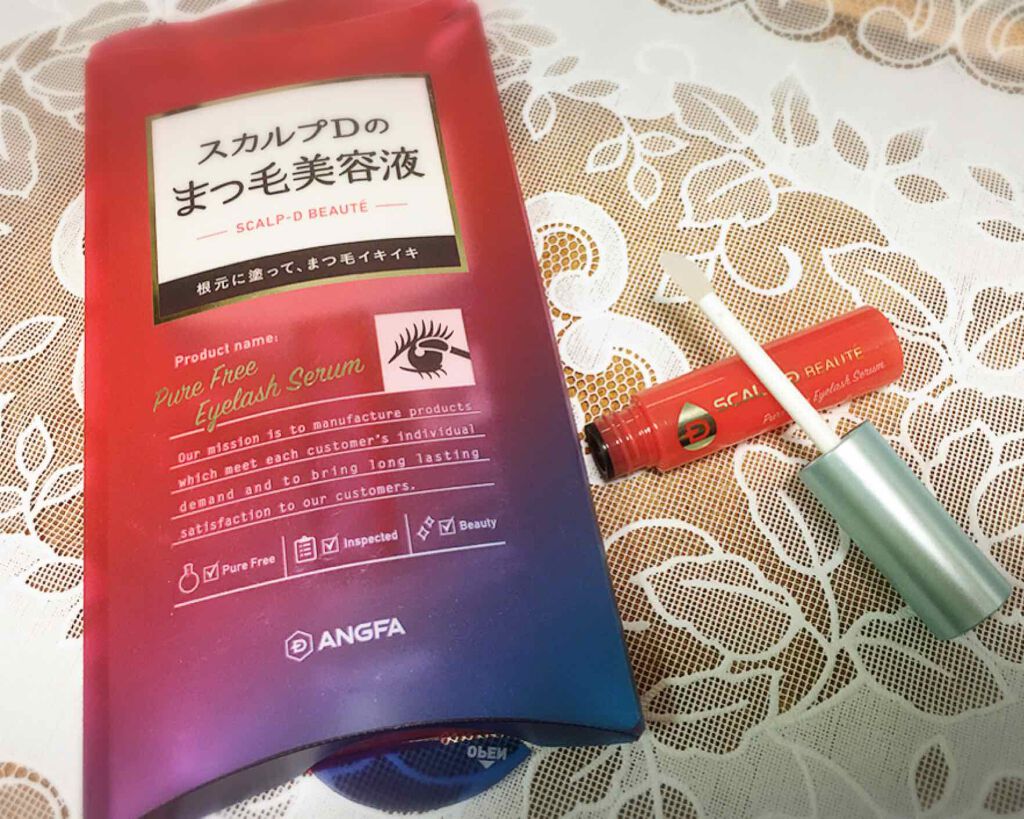 スカルプDの
まつ毛美容液
SCALP-D BEAUTÉ
根元に塗って、まつ毛イキイキ
Product name:
Pure Free
Eyelash Serum
Our mission is to manufacture products
which meet each customer's individual
demand and to bring long lasting
satisfaction to our customers.
Pure Free
Inspected
Beauty
ANGFA
OPEN
BEAUTÉ
Eyelash Serum